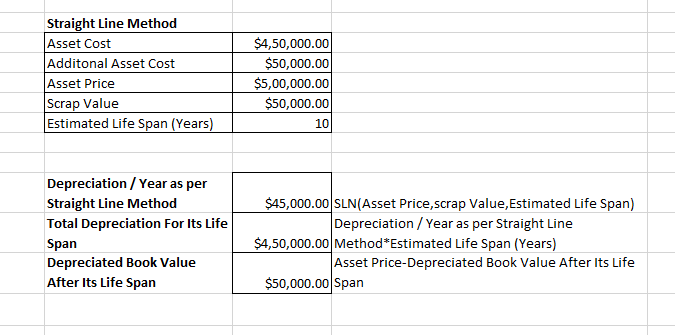 Straight Line Method
Asset Cost $4,50,000.00
Additonal Asset Cost $50,000.00
Asset Price $5,00,000.00
Scrap Value $50,000.00
Estimated Life Span (Years) 10
Depreciation / Year as per
Straight Line Method $45,000.00 SLN(Asset Price,scrap Value,Estimated Life Span)
Total Depreciation For Its Life Depreciation / Year as per Straight Line
Span $4,50,000.00 Method*Estimated Life Span (Years)
Depreciated Book Value Asset Price-Depreciated Book Value After Its Life
After Its Life Span $50,000.00 Span